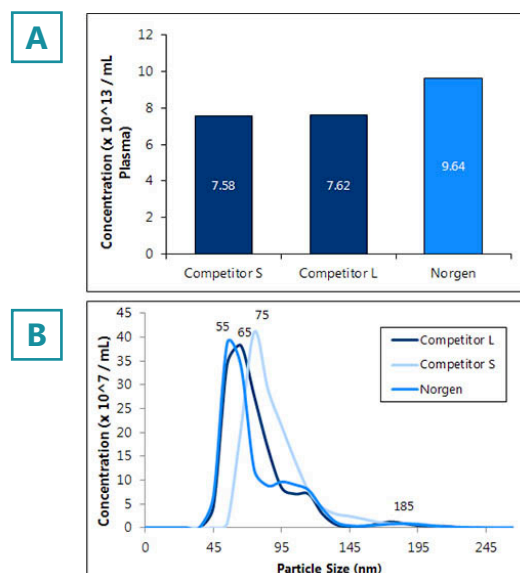 A
Concentration (x 10^13 / mL
Plasma)
12
10
8
6
4
2
0
7.58
7.62
9.64
Competitor S
Competitor L
Norgen
B
Concentration (x 10^7 / mL)
45
40
35
30
25
20
15
10
5
0
55
65
75
185
Competitor L
Competitor S
Norgen
0
45
95
145
195
245
Particle Size (nm)